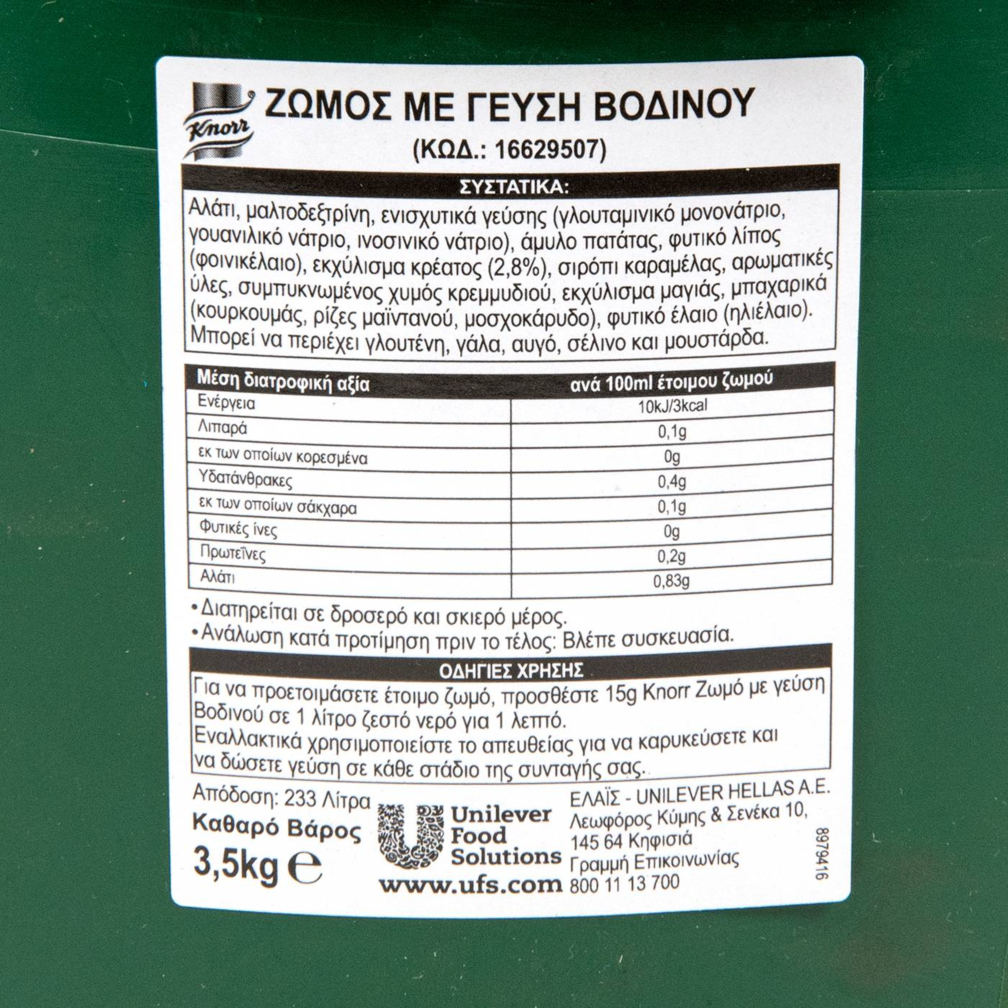 Knorr
ΖΩΜΟΣ ΜΕ ΓΕΥΣΗ ΒΟΔΙΝΟΥ
(ΚΩΔ.: 16629507)
ΣΥΣΤΑΤΙΚΑ:
Αλάτι, μαλτοδεξτρίνη, ενισχυτικά γεύσης (γλουταμινικό μονονάτριο,
γουανιλικό νάτριο, ινοσινικό νάτριο), άμυλο πατάτας, φυτικό λίπος
(φοινικέλαιο), εκχύλισμα κρέατος (2,8%), σιρόπι καραμέλας, αρωματικές
ύλες, συμπυκνωμένος χυμός κρεμμυδιού, εκχύλισμα μαγιάς, μπαχαρικά
(κουρκουμάς, ρίζες μαϊντανού, μοσχοκάρυδο), φυτικό έλαιο (ηλιέλαιο).
Μπορεί να περιέχει γλουτένη, γάλα, αυγό, σέλινο και μουστάρδα.
Μέση διατροφική αξία ανά 100ml έτοιμου ζωμού
Ενέργεια 10kJ/3kcal
Λιπαρά 0,1g
εκ των οποίων κορεσμένα 0g
Υδατάνθρακες 0,4g
εκ των οποίων σάκχαρα 0,1g
Φυτικές ίνες 0g
Πρωτεΐνες 0,2g
Αλάτι 0,83g
•Διατηρείται σε δροσερό και σκιερό μέρος.
•Ανάλωση κατά προτίμηση πριν το τέλος: Βλέπε συσκευασία.
ΟΔΗΓΙΕΣ ΧΡΗΣΗΣ
Για να προετοιμάσετε έτοιμο ζωμό, προσθέστε 15g Knorr Ζωμό με γεύση
Βοδινού σε 1 λίτρο ζεστό νερό για 1 λεπτό.
Εναλλακτικά χρησιμοποιείστε το απευθείας για να καρυκεύσετε και
να δώσετε γεύση σε κάθε στάδιο της συνταγής σας.
Απόδοση: 233 Λίτρα
Καθαρό Βάρος
3,5kg e
Unilever
Food
Solutions
www.ufs.com
ΕΛΑΪΣ - UNILEVER HELLAS A.E.
Λεωφόρος Κύμης & Σενέκα 10,
145 64 Κηφισιά
Γραμμή Επικοινωνίας
800 11 13 700
8979416